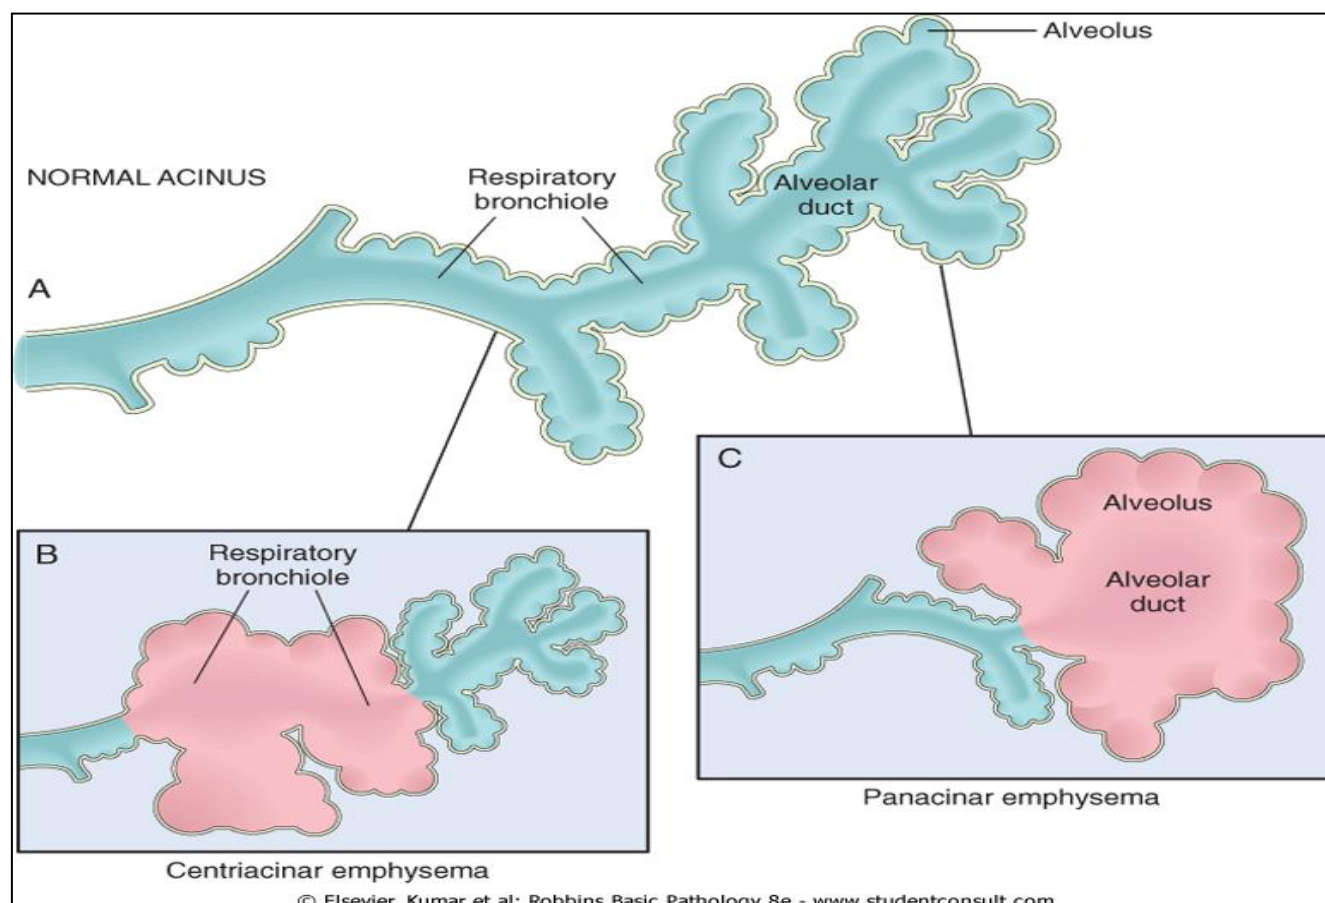 Alveolus
NORMAL ACINUS
Respiratory
bronchiole
Alveolar
duct
A
B
Respiratory
bronchiole
C
Alveolus
Alveolar
duct
Panacinar emphysema
Centriacinar emphysema
© Elsevier. Kumar et al: Robbins Basic Pathology 8e - www.studentconsult.com